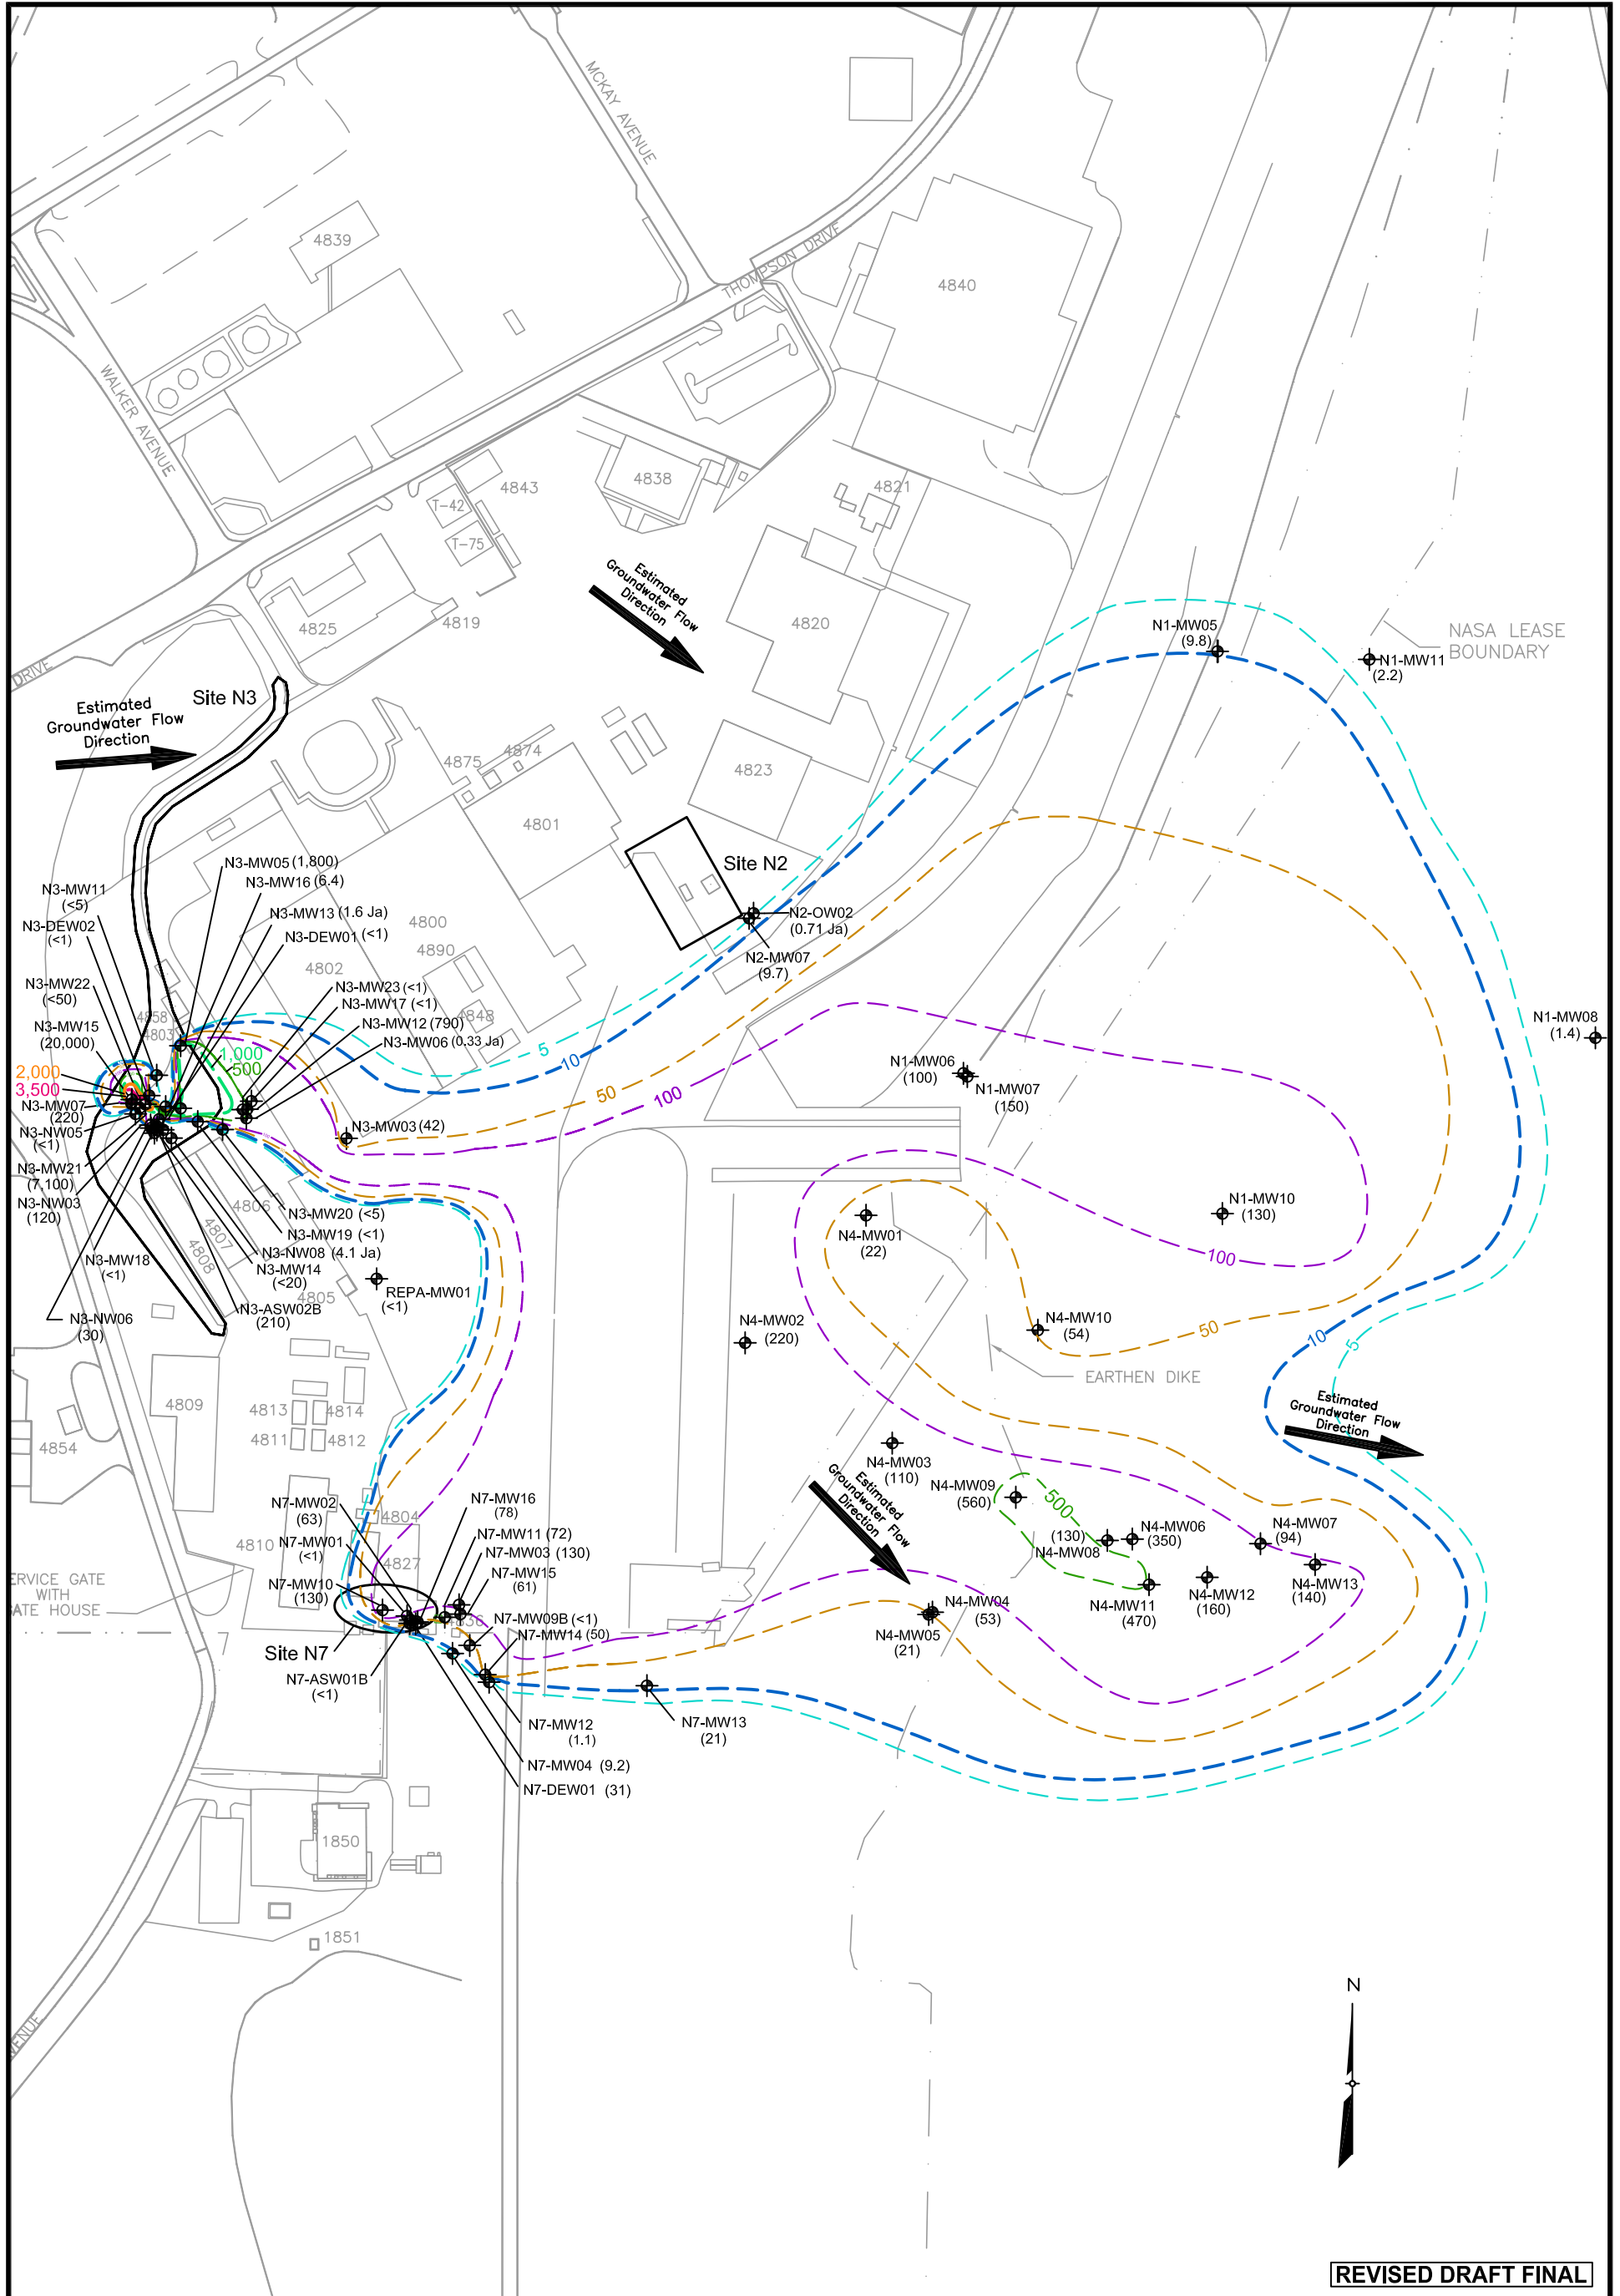 MCKAY AVENUE
4839
THOMPSON DRIVE
4840
WALKER AVENUE
4838
4843
T-42
T-75
4821
4825
4819
4820
Estimated
Groundwater Flow
Direction
N1-MW05
(9.8)
NASA LEASE
BOUNDARY
N1-MW11
(2.2)
DRIVE
Site N3
Estimated
Groundwater Flow
Direction
4875
4874
4823
4801
Site N2
N3-MW05 (1,800)
N3-MW16 (6.4)
N3-MW11
(<5)
N3-MW13 (1.6 Ja)
N3-DEW02
(<1)
N3-DEW01 (<1)
4800
4890
4802
N2-OW02
(0.71 Ja)
N2-MW07
(9.7)
N3-MW22
(<50)
N3-MW23 (<1)
N3-MW17 (<1)
4848
N3-MW12 (790)
N3-MW06 (0.33 Ja)
4858
4803
N3-MW15
(20,000)
1,000
500
5
10
50
100
2,000
3,500
N1-MW08
(1.4)
N1-MW06
(100)
N1-MW07
(150)
N3-MW07
(220)
N3-NW05
(<1)
N3-MW03 (42)
N3-MW21
(7,100)
N3-NW03
(120)
4806
4807
4808
N3-MW20 (<5)
N3-MW19 (<1)
N3-NW08 (4.1 Ja)
N3-MW14
(<20)
N3-MW18
(<1)
N3-ASW02B
(210)
N3-NW06
(30)
4805
REPA-MW01
(<1)
N4-MW01
(22)
N1-MW10
(130)
100
N4-MW02
(220)
N4-MW10
(54)
50
10
5
EARTHEN DIKE
4809
4813
4814
4811
4812
4854
Estimated
Groundwater Flow
Direction
N4-MW03
(110)
Estimated
Groundwater Flow
Direction
N4-MW09
(560)
500
N7-MW02
(63)
N7-MW16
(78)
4804
4810
4827
N7-MW01
(<1)
N7-MW11 (72)
N7-MW03 (130)
N7-MW15
(61)
N7-MW10
(130)
4836
(130)
N4-MW08
N4-MW06
(350)
N4-MW07
(94)
N4-MW13
(140)
N4-MW12
(160)
N4-MW11
(470)
N4-MW04
(53)
N4-MW05
(21)
ERVICE GATE
WITH
ATE HOUSE
N7-MW09B (<1)
N7-MW14 (50)
Site N7
N7-ASW01B
(<1)
N7-MW12
(1.1)
N7-MW13
(21)
N7-MW04 (9.2)
N7-DEW01 (31)
1850
1851
VENUE
N
REVISED DRAFT FINAL